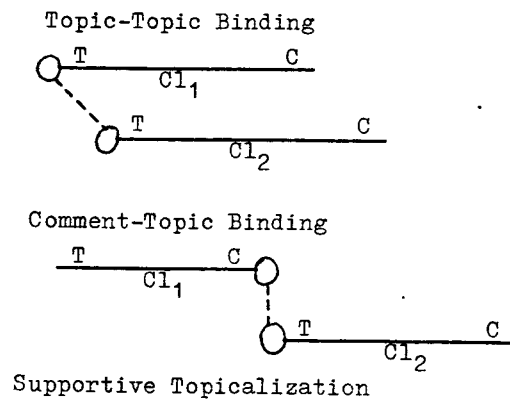 Topic-Topic Binding
T C
Cl1
T C
Cl2
Comment-Topic Binding
T C
Cl1
T C
Cl2
Supportive Topicalization